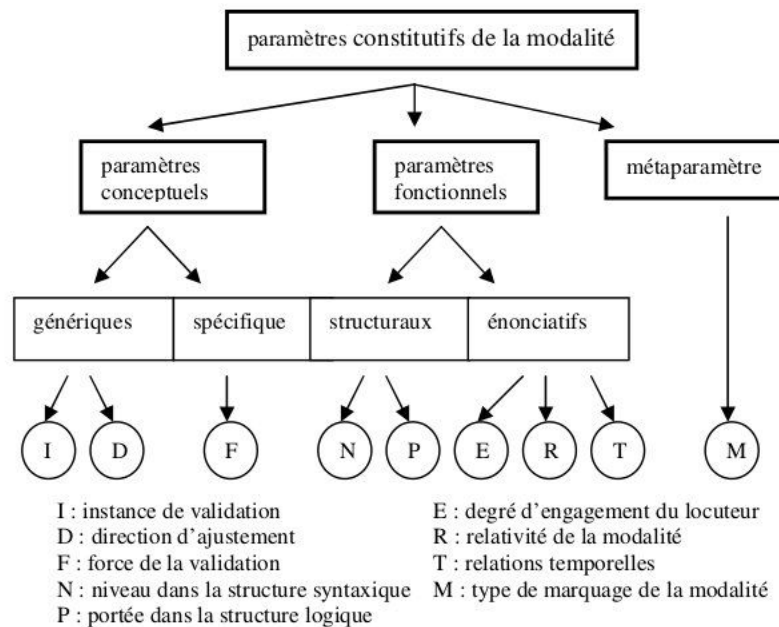 paramètres constitutifs de la modalité
paramètres
conceptuels
paramètres
fonctionnels
métaparamètre
génériques
spécifique
structuraux
énonciatifs
I
D
F
N
P
E
R
T
M
I : instance de validation
D : direction d'ajustement
F : force de la validation
N : niveau dans la structure syntaxique
P : portée dans la structure logique
E : degré d'engagement du locuteur
R : relativité de la modalité
T : relations temporelles
M : type de marquage de la modalité